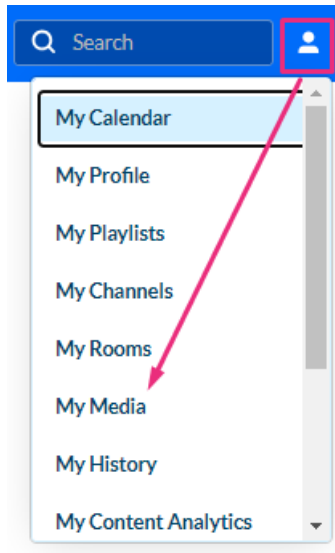 Search
My Calendar
My Profile
My Playlists
My Channels
My Rooms
My Media
My History
My Content Analytics